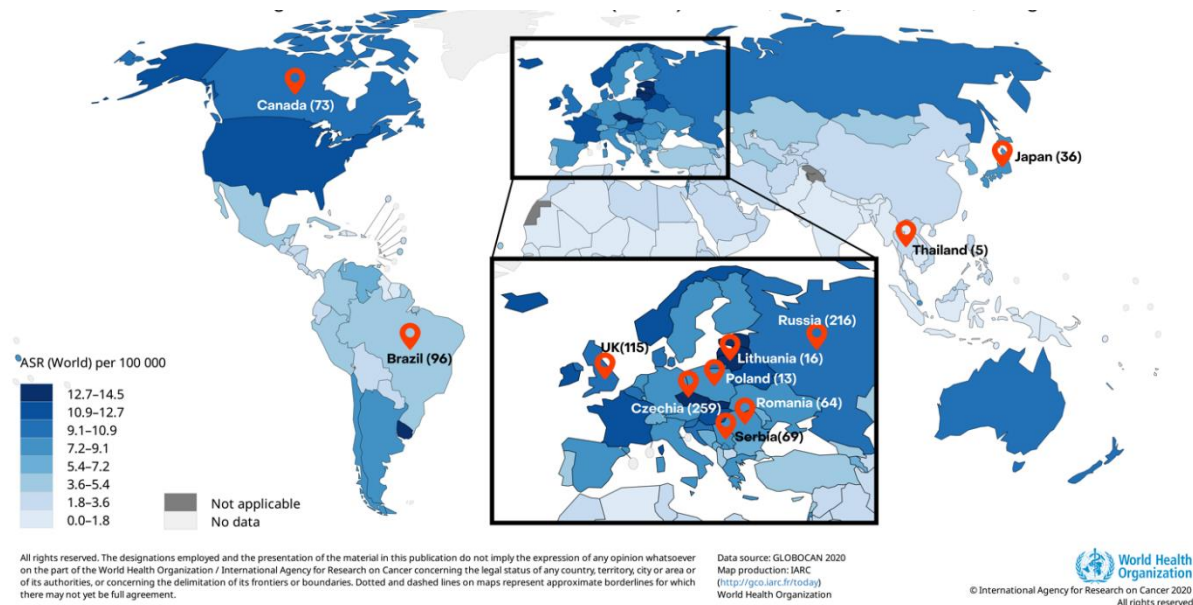 Canada (73)
Japan (36)
Thailand (5)
Brazil (96)
Russia (216)
UK(115)
Lithuania (16)
Poland (13)
Czechia (259)
Romania (64)
Serbia(69)
ASR (World) per 100 000
12.7–14.5
10.9–12.7
9.1–10.9
7.2–9.1
5.4–7.2
3.6–5.4
1.8–3.6
0.0–1.8
Not applicable
No data
All rights reserved. The designations employed and the presentation of the material in this publication do not imply the expression of any opinion whatsoever
on the part of the World Health Organization / International Agency for Research on Cancer concerning the legal status of any country, territory, city or area or
of its authorities, or concerning the delimitation of its frontiers or boundaries. Dotted and dashed lines on maps represent approximate borderlines for which
there may not yet be full agreement.
Data source: GLOBOCAN 2020
Map production: IARC
(http://gco.iarc.fr/today)
World Health Organization
World Health
Organization
© International Agency for Research on Cancer 2020
All rights reserved